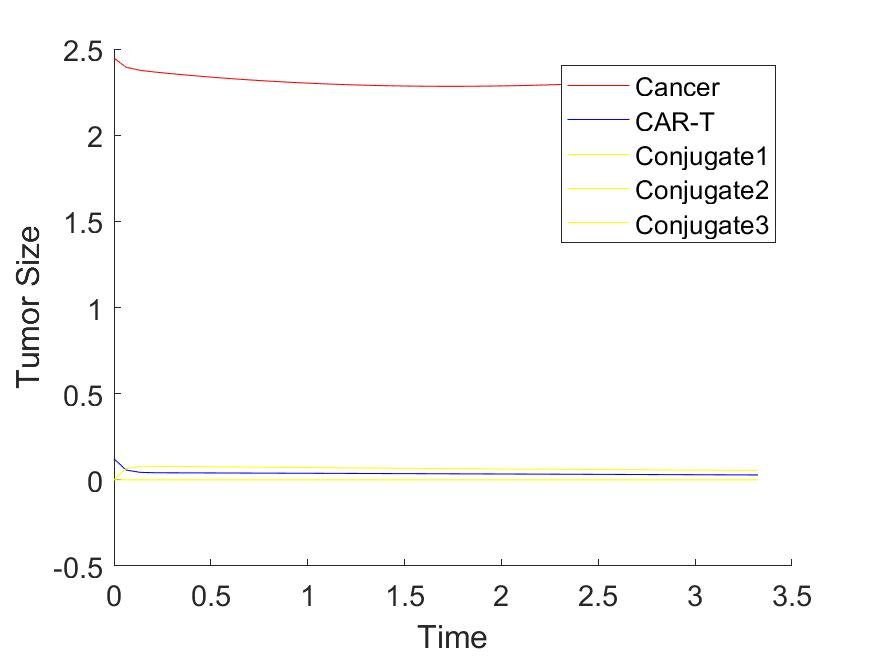 2.5
2
1.5
1
0.5
0
-0.5
Tumor Size
Cancer
CAR-T
Conjugate1
Conjugate2
Conjugate3
0 0.5 1 1.5 2 2.5 3 3.5
Time